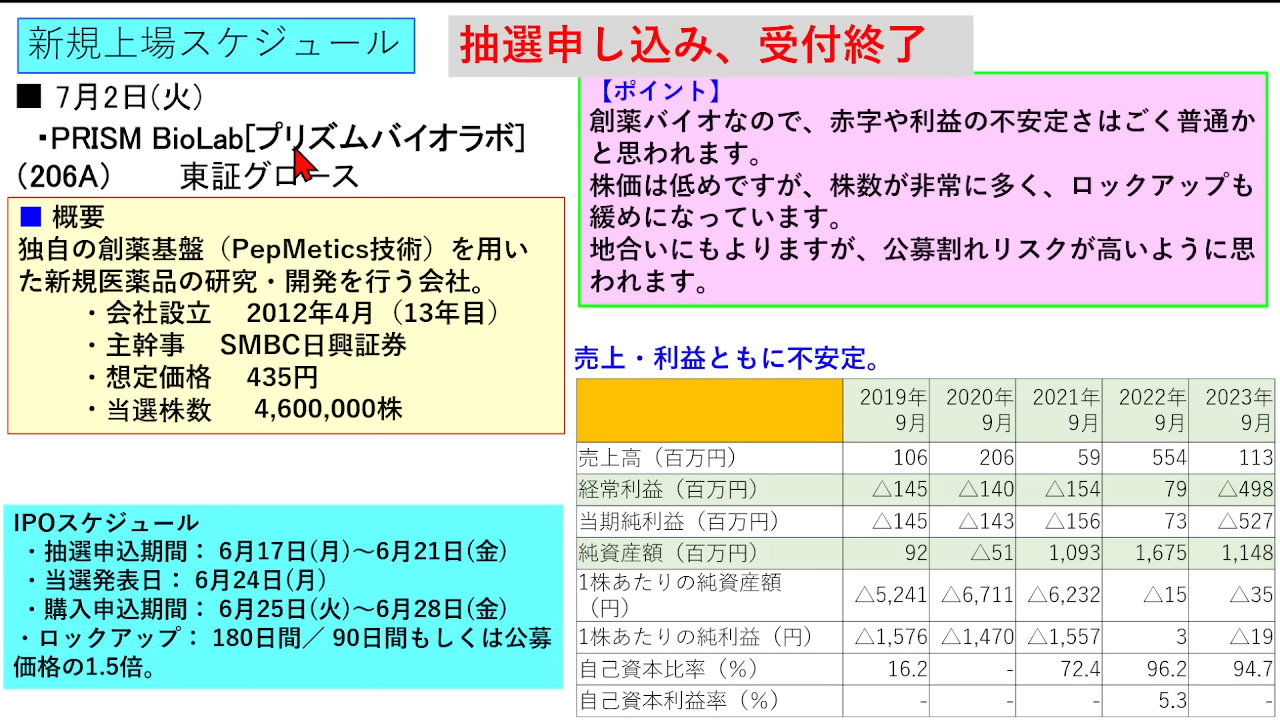 新規上場スケジュール
抽選申し込み、受付終了
■ 7月2日(火)
・PRISM BioLab[プリズムバイオラボ]
(206A) 東証グロース
■ 概要
独自の創薬基盤（PepMetics技術）を用い
た新規医薬品の研究・開発を行う会社。
・会社設立 2012年4月（13年目）
・主幹事 SMBC日興証券
・想定価格 435円
・当選株数 4,600,000株
IPOスケジュール
・抽選申込期間： 6月17日(月)～6月21日(金)
・当選発表日： 6月24日(月)
・購入申込期間： 6月25日(火)～6月28日(金)
・ロックアップ： 180日間／ 90日間もしくは公募
価格の1.5倍。
【ポイント】
創薬バイオなので、赤字や利益の不安定さはごく普通か
と思われます。
株価は低めですが、株数が非常に多く、ロックアップも
緩めになっています。
地合いにもよりますが、公募割れリスクが高いように思
われます。
売上・利益ともに不安定。
2019年 2020年 2021年 2022年 2023年
9月 9月 9月 9月 9月
売上高（百万円） 106 206 59 554 113
経常利益（百万円） △145 △140 △154 79 △498
当期純利益（百万円） △145 △143 △156 73 △527
純資産額（百万円） 92 △51 1,093 1,675 1,148
1株あたりの純資産額
（円） △5,241 △6,711 △6,232 △15 △35
1株あたりの純利益（円） △1,576 △1,470 △1,557 3 △19
自己資本比率（%） 16.2 - 72.4 96.2 94.7
自己資本利益率（%） - - - 5.3 -